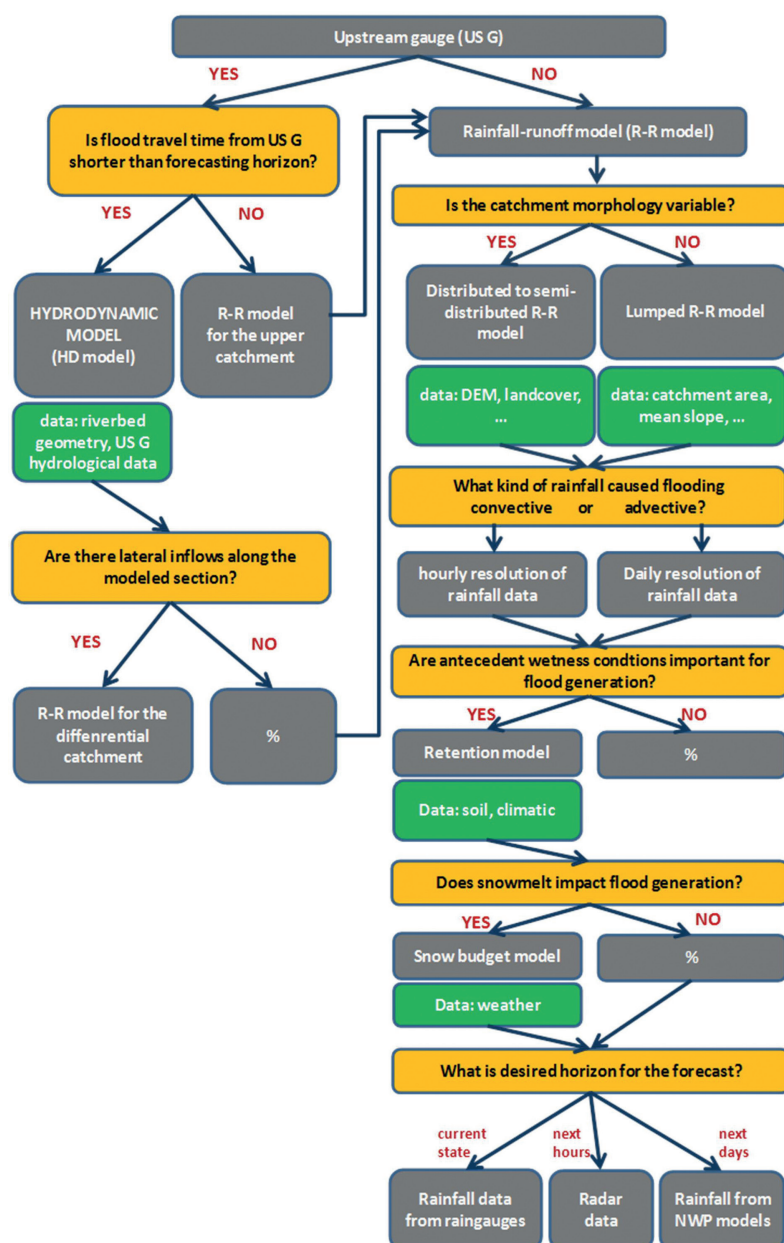 Upstream gauge (US G)
YES
NO
Is flood travel time from US G
shorter than forecasting horizon?
YES
NO
HYDRODYNAMIC
MODEL
(HD model)
R-R model
for the upper
catchment
data: riverbed
geometry, US G
hydrological data
Are there lateral inflows along the
modeled section?
YES
NO
R-R model for the
diffenrential
catchment
%
Rainfall-runoff model (R-R model)
Is the catchment morphology variable?
YES
NO
Distributed to semi-
distributed R-R
model
Lumped R-R model
data: DEM, landcover,
...
data: catchment area,
mean slope, ...
What kind of rainfall caused flooding
convective or advective?
hourly resolution of
rainfall data
Daily resolution of
rainfall data
Are antecedent wetness condtions important for
flood generation?
YES
NO
Retention model
%
Data: soil, climatic
Does snowmelt impact flood generation?
YES
NO
Snow budget model
%
Data: weather
What is desired horizon for the forecast?
current
state
next
hours
next
days
Rainfall data
from raingauges
Radar
data
Rainfall from
NWP models